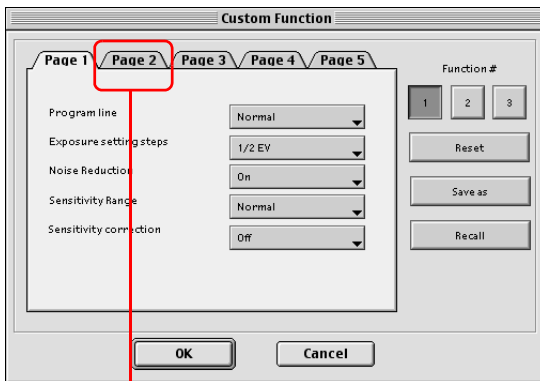 Custom Function
Page 1 Page 2 Page 3 Page 4 Page 5
Function #
1 2 3
Program line Normal
Exposure setting steps 1/2 EV
Noise Reduction On
Sensitivity Range Normal
Sensitivity correction Off
Reset
Save as
Recall
OK Cancel